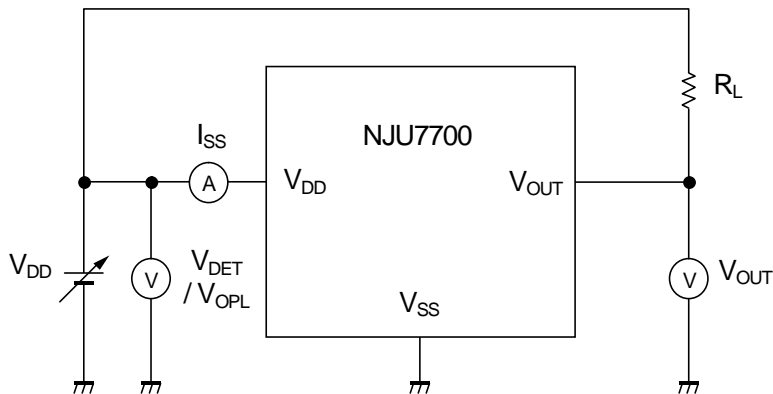 R_L
NJU7700
I_SS
A
V_DD
V_OUT
V_DD
V
V_DET
/ V_OPL
V_SS
V
V_OUT